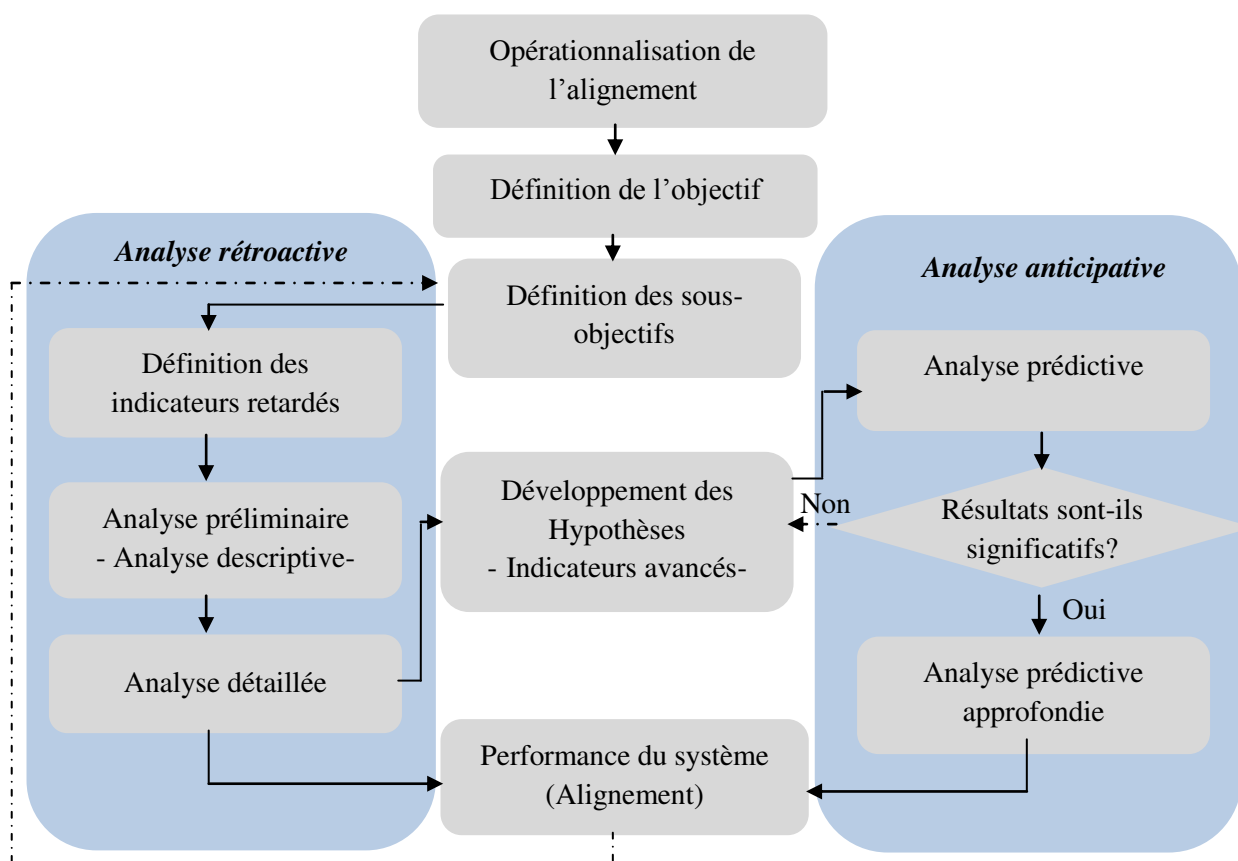 Opérationnalisation de
l’alignement
Définition de l’objectif
Analyse rétroactive
Définition des sous-
objectifs
Définition des
indicateurs retardés
Analyse préliminaire
- Analyse descriptive-
Analyse détaillée
Développement des
Hypothèses
- Indicateurs avancés-
Analyse anticipative
Analyse prédictive
Non
Résultats sont-ils
significatifs?
Oui
Analyse prédictive
approfondie
Performance du système
(Alignement)